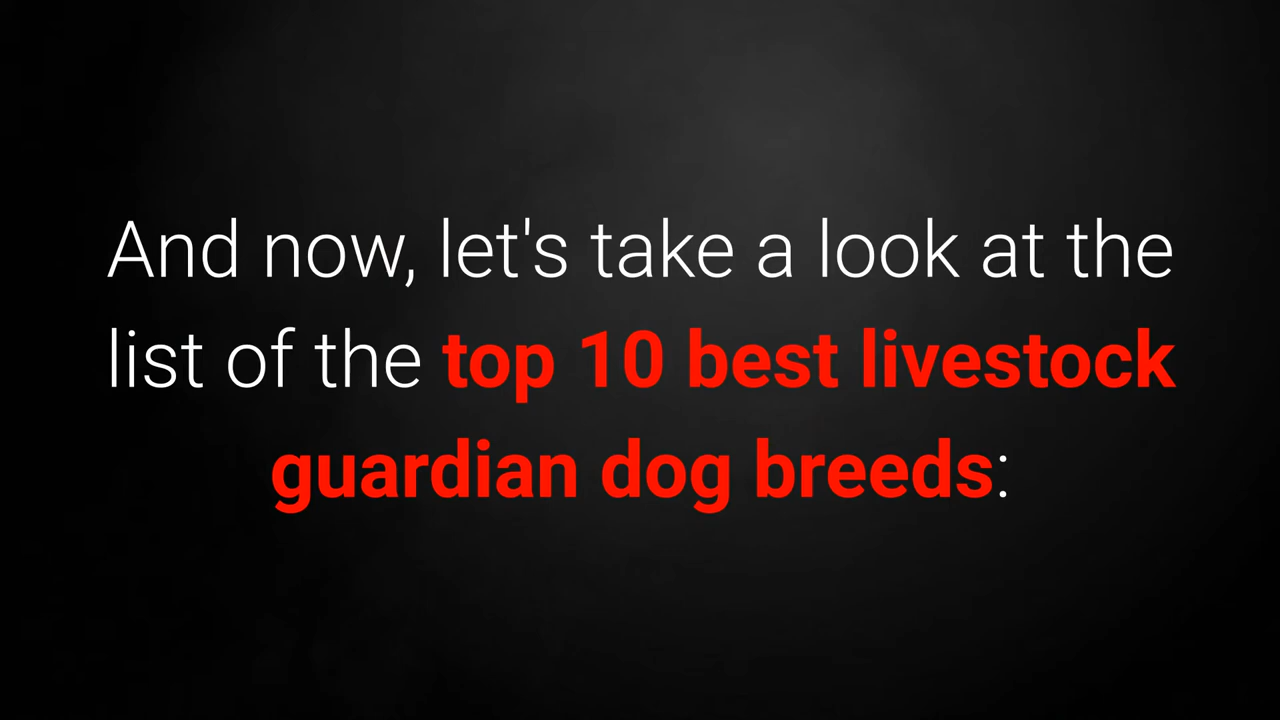 And now, let's take a look at the
list of the top 10 best livestock
guardian dog breeds: